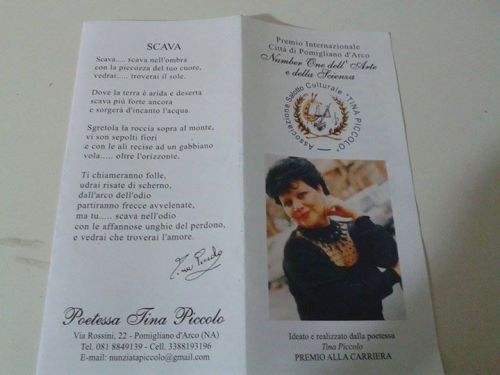 SCAVA
Scava..... scava nell'ombra
con la piccozza del tuo cuore,
vedrai..... troverai il sole.
Dove la terra è arida e deserta
scava più forte ancora
e sorgerà d'incanto l'acqua.
Sgretola la roccia sopra al monte,
vi son sepolti fiori
e con le ali recise ad un gabbiano
vola..... oltre l'orizzonte.
Ti chiameranno folle,
udrai risate di scherno,
dall'arco dell'odio
partiranno frecce avvelenate,
ma tu..... scava nell'odio
con le affannose unghie del perdono,
e vedrai che troverai l'amore.
Tina Piccolo
Poetessa Tina Piccolo
Via Rossini, 22 - Pomigliano d'Arco (NA)
Tel. 081 8849139 - Cell. 3388193196
E-mail: nunziatapiccolo@gmail.com
Premio Internazionale
Città di Pomigliano d'Arco
Number One dell' Arte
e della Scienza
Associazione Salotto Culturale "TINA PICCOLO"
Ideato e realizzato dalla poetessa
Tina Piccolo
PREMIO ALLA CARRIERA